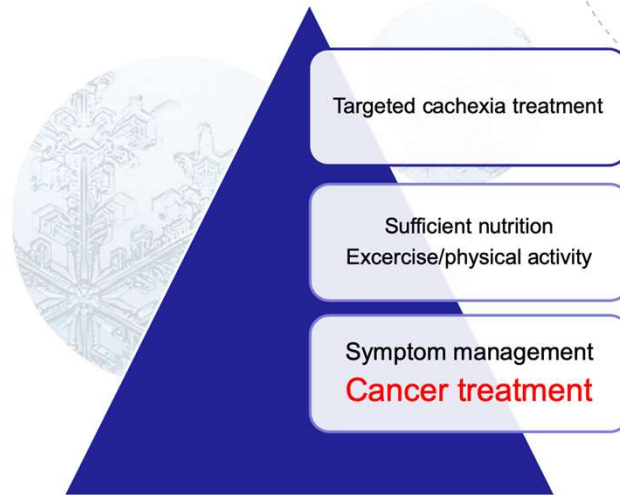 Targeted cachexia treatment
Sufficient nutrition
Excercise/physical activity
Symptom management
Cancer treatment